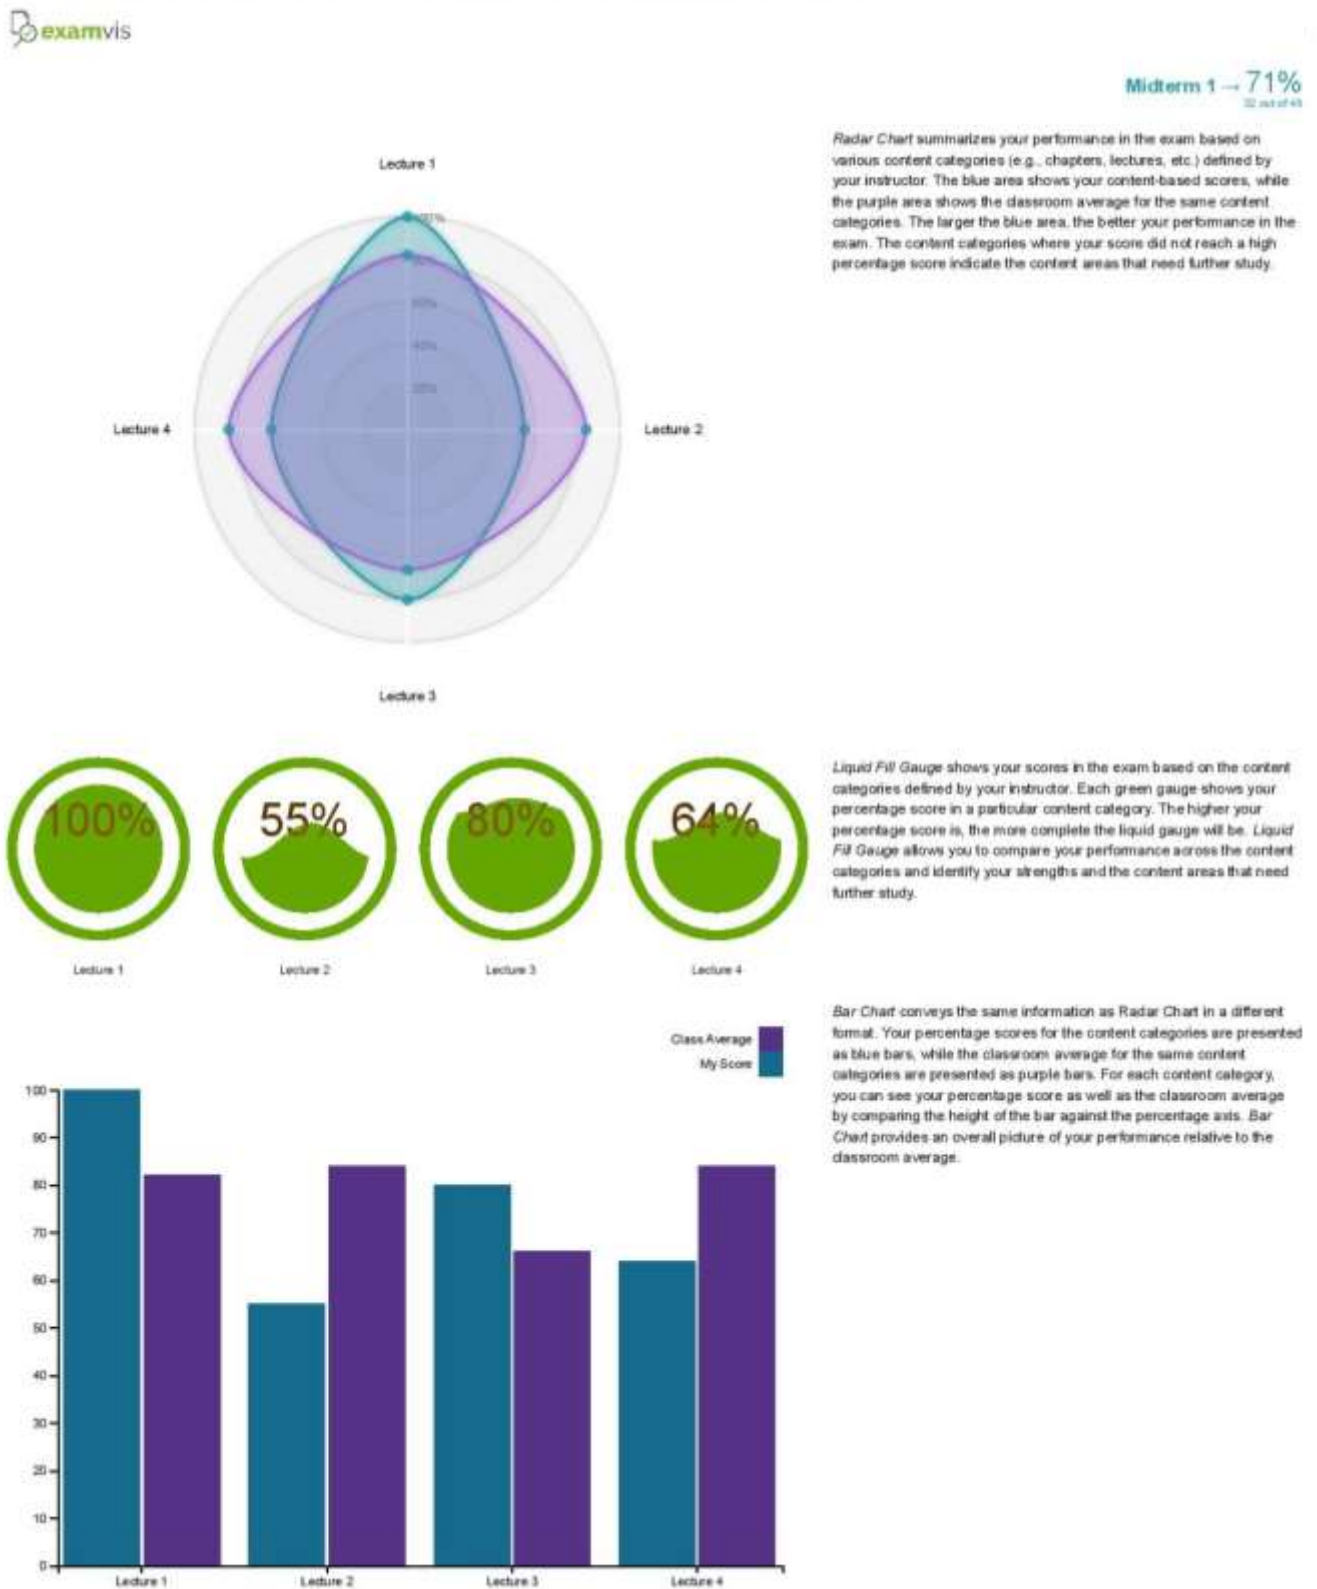 examvis
Midterm 1 → 71%
32 out of 45
Radar Chart summarizes your performance in the exam based on
various content categories (e.g., chapters, lectures, etc.) defined by
your instructor. The blue area shows your content-based scores, while
the purple area shows the classroom average for the same content
categories. The larger the blue area, the better your performance in the
exam. The content categories where your score did not reach a high
percentage score indicate the content areas that need further study.
Lecture 1
60%
40%
20%
Lecture 4
Lecture 2
Lecture 3
100%
55%
80%
64%
Lecture 1
Lecture 2
Lecture 3
Lecture 4
Liquid Fill Gauge shows your scores in the exam based on the content
categories defined by your instructor. Each green gauge shows your
percentage score in a particular content category. The higher your
percentage score is, the more complete the liquid gauge will be. Liquid
Fill Gauge allows you to compare your performance across the content
categories and identify your strengths and the content areas that need
further study.
Bar Chart conveys the same information as Radar Chart in a different
format. Your percentage scores for the content categories are presented
as blue bars, while the classroom average for the same content
categories are presented as purple bars. For each content category,
you can see your percentage score as well as the classroom average
by comparing the height of the bar against the percentage axis. Bar
Chart provides an overall picture of your performance relative to the
classroom average.
Class Average
My Score
100
90
80
70
60
50
40
30
20
10
0
Lecture 1
Lecture 2
Lecture 3
Lecture 4